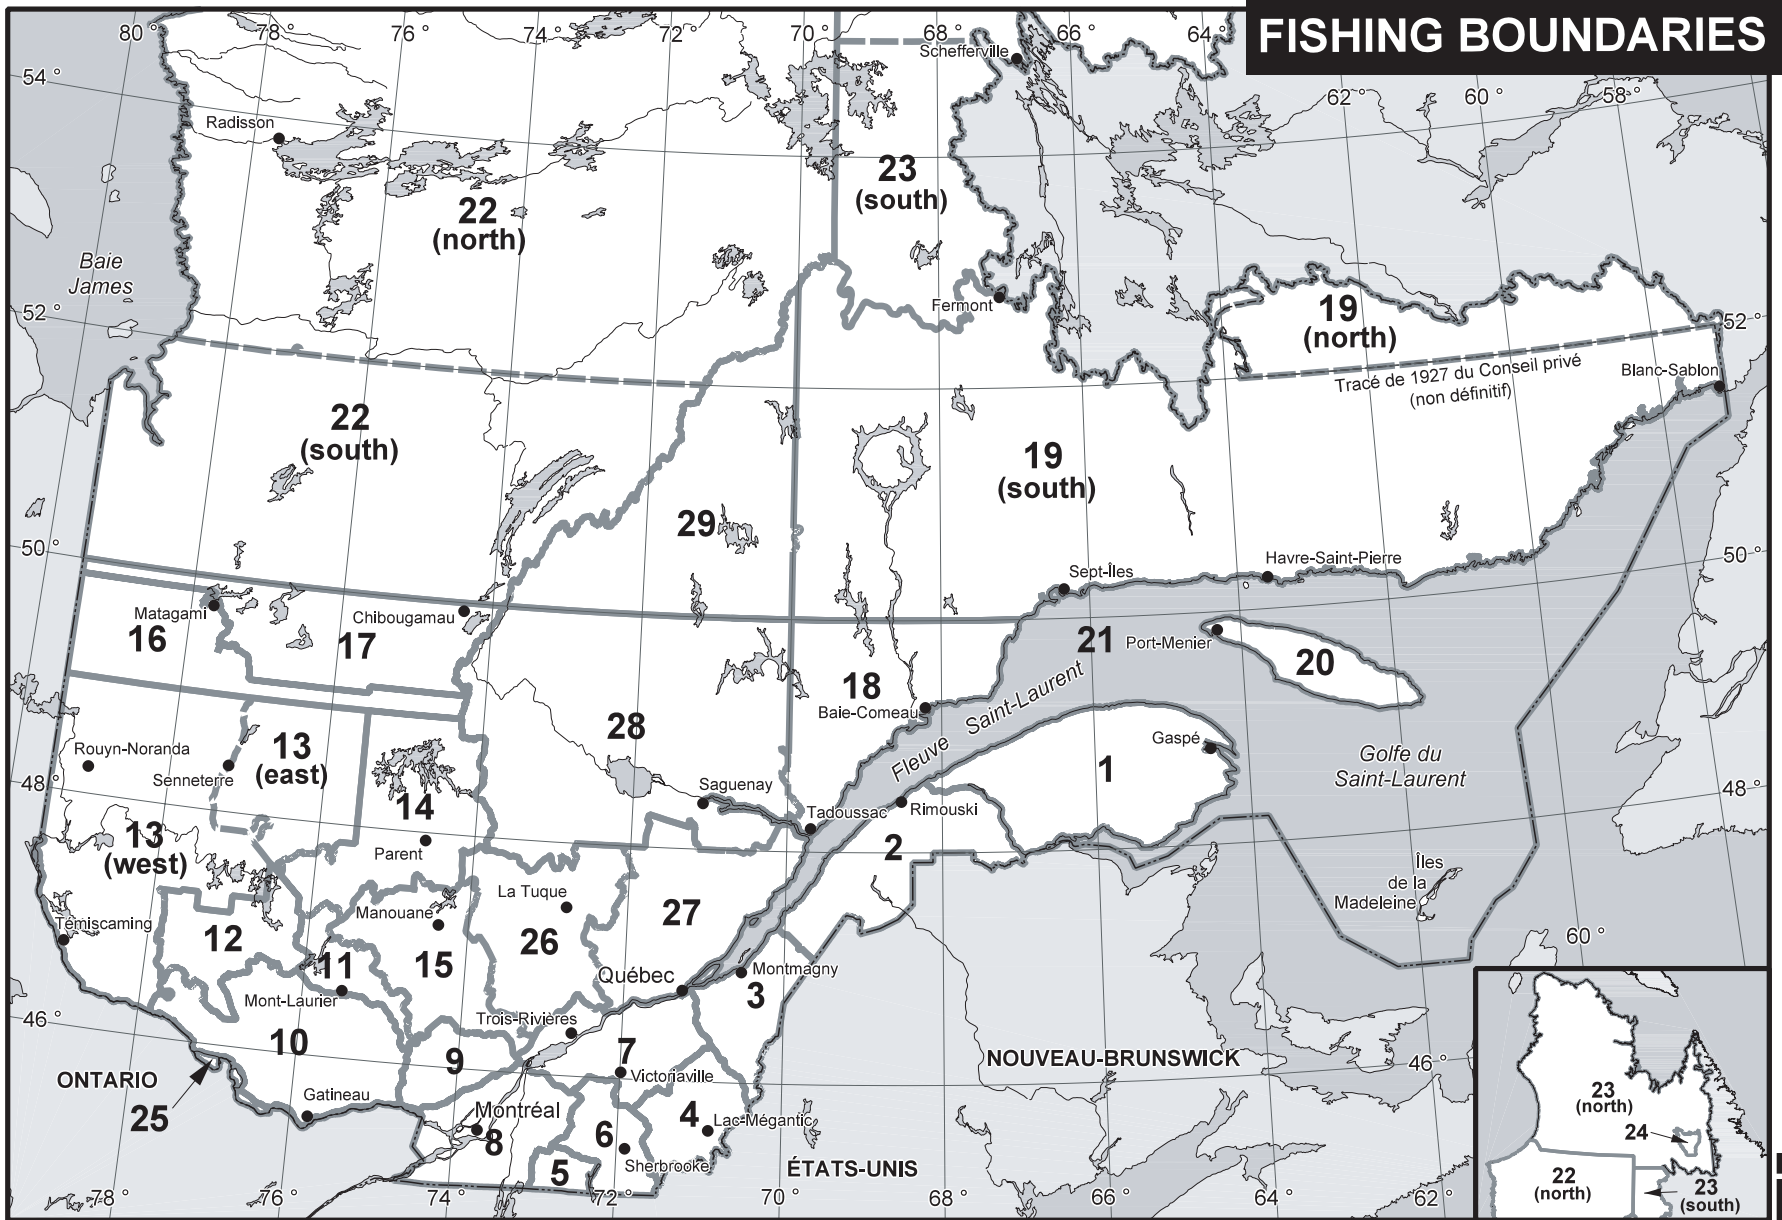 FISHING BOUNDARIES
80 °
78 °
76 °
74 °
72 °
70 °
68 °
66 °
64 °
62 °
60 °
58 °
54 °
52 °
50 °
48 °
46 °
52 °
50 °
48 °
46 °
60 °
78 °
76 °
74 °
72 °
70 °
68 °
66 °
64 °
62 °
Schefferville
Radisson
23
(south)
22
(north)
Baie
James
Fermont
19
(north)
Tracé de 1927 du Conseil privé
(non définitif)
Blanc-Sablon
22
(south)
19
(south)
29
Havre-Saint-Pierre
Sept-Îles
Matagami
16
Chibougamau
17
21
Port-Menier
20
18
Baie-Comeau
Fleuve Saint-Laurent
28
Rouyn-Noranda
Senneterre
13
(east)
14
Parent
Saguenay
Tadoussac
Rimouski
Gaspé
1
Golfe du
Saint-Laurent
13
(west)
2
Îles
de la
Madeleine
La Tuque
Manouane
Témiscaming
12
11
15
26
27
Québec
Montmagny
3
Mont-Laurier
Trois-Rivières
10
9
7
Victoriaville
NOUVEAU-BRUNSWICK
ONTARIO
25
Gatineau
Montréal
8
6
4
Lac-Mégantic
Sherbrooke
5
ÉTATS-UNIS
23
(north)
24
22
(north)
23
(south)